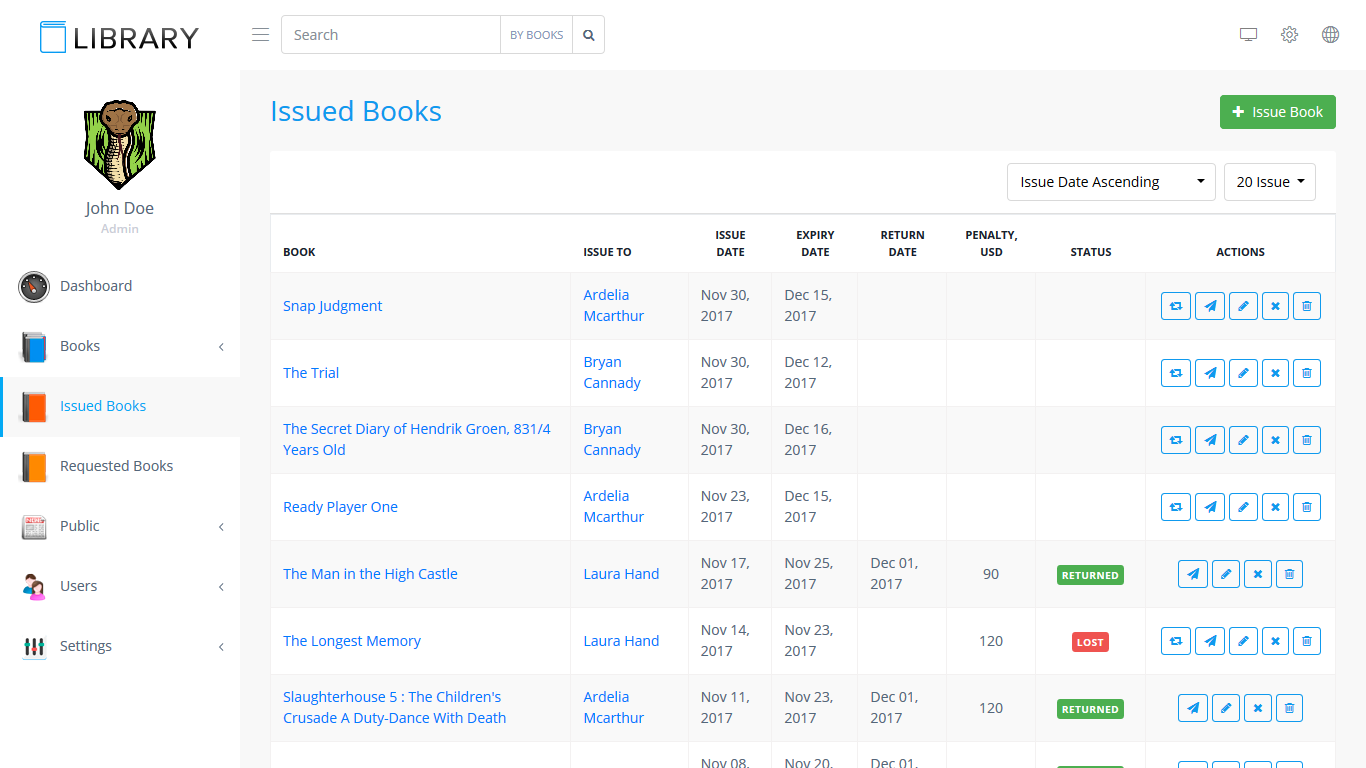 LIBRARY
Search
BY BOOKS
John Doe
Admin
Dashboard
Books
Issued Books
Requested Books
Public
Users
Settings
Issued Books
Issue Book
Issue Date Ascending
20 Issue
BOOK
ISSUE TO
ISSUE
DATE
EXPIRY
DATE
RETURN
DATE
PENALTY,
USD
STATUS
ACTIONS
Snap Judgment
Ardelia
Mcarthur
Nov 30,
2017
Dec 15,
2017
The Trial
Bryan
Cannady
Nov 30,
2017
Dec 12,
2017
The Secret Diary of Hendrik Groen, 831/4
Years Old
Bryan
Cannady
Nov 30,
2017
Dec 16,
2017
Ready Player One
Ardelia
Mcarthur
Nov 23,
2017
Dec 15,
2017
The Man in the High Castle
Laura Hand
Nov 17,
2017
Nov 25,
2017
Dec 01,
2017
90
RETURNED
The Longest Memory
Laura Hand
Nov 14,
2017
Nov 23,
2017
120
LOST
Slaughterhouse 5 : The Children's
Crusade A Duty-Dance With Death
Ardelia
Mcarthur
Nov 11,
2017
Nov 23,
2017
Dec 01,
2017
120
RETURNED
Nov 08,
Nov 20,
Dec 01,